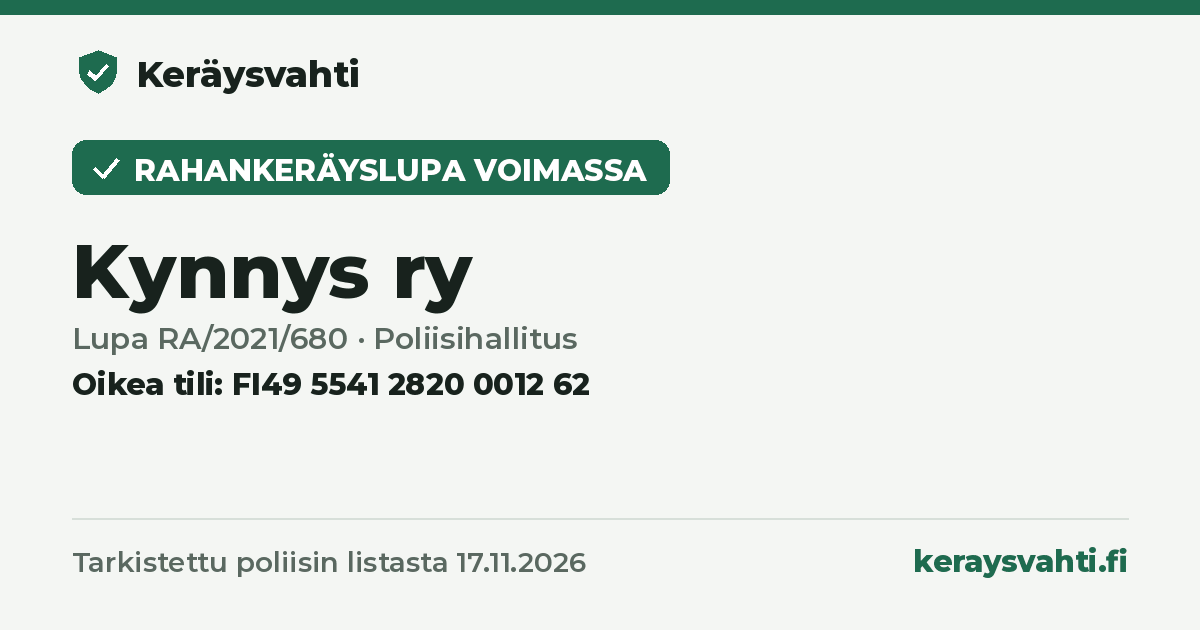 Keräysvahti
RAHANKERÄYSLUPA VOIMASSA
Kynnys ry
Lupa RA/2021/680 · Poliisihallitus
Oikea tili: FI49 5541 2820 0012 62
Tarkistettu poliisin listasta 17.11.2026
keraysvahti.fi